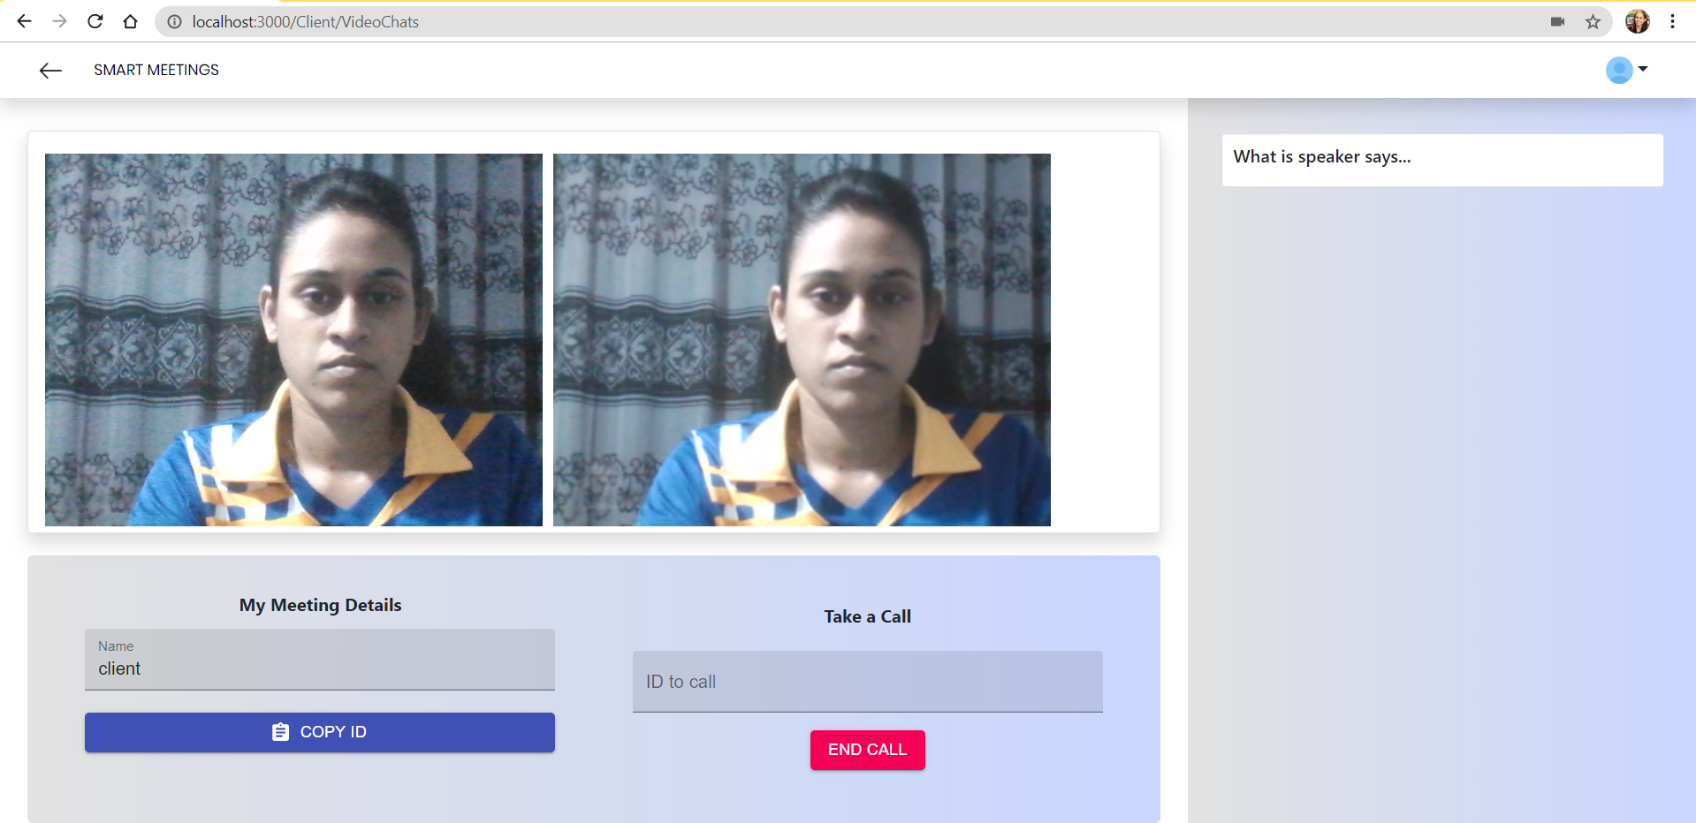 localhost:3000/Client/VideoChats
SMART MEETINGS
What is speaker says...
My Meeting Details
Name
client
COPY ID
Take a Call
ID to call
END CALL